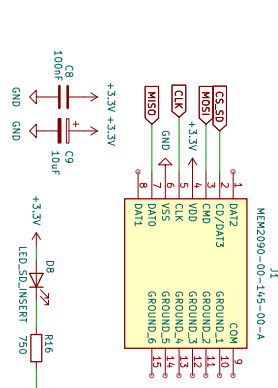 J1
MEM2090-00-145-00-A
CS_SD
MOSI
CLK
MISO
+3.3V
GND
1
2
3
4
5
6
7
8
DAT2
CD/DAT3
CMD
VDD
CLK
VSS
DAT0
DAT1
COM
GROUND_1
GROUND_2
GROUND_3
GROUND_4
GROUND_5
GROUND_6
9
10
11
12
13
14
15
C8
100nF
+3.3V
GND
+3.3V
+
C9
10uF
GND
+3.3V
D8
LED_SD_INSERT
R16
750